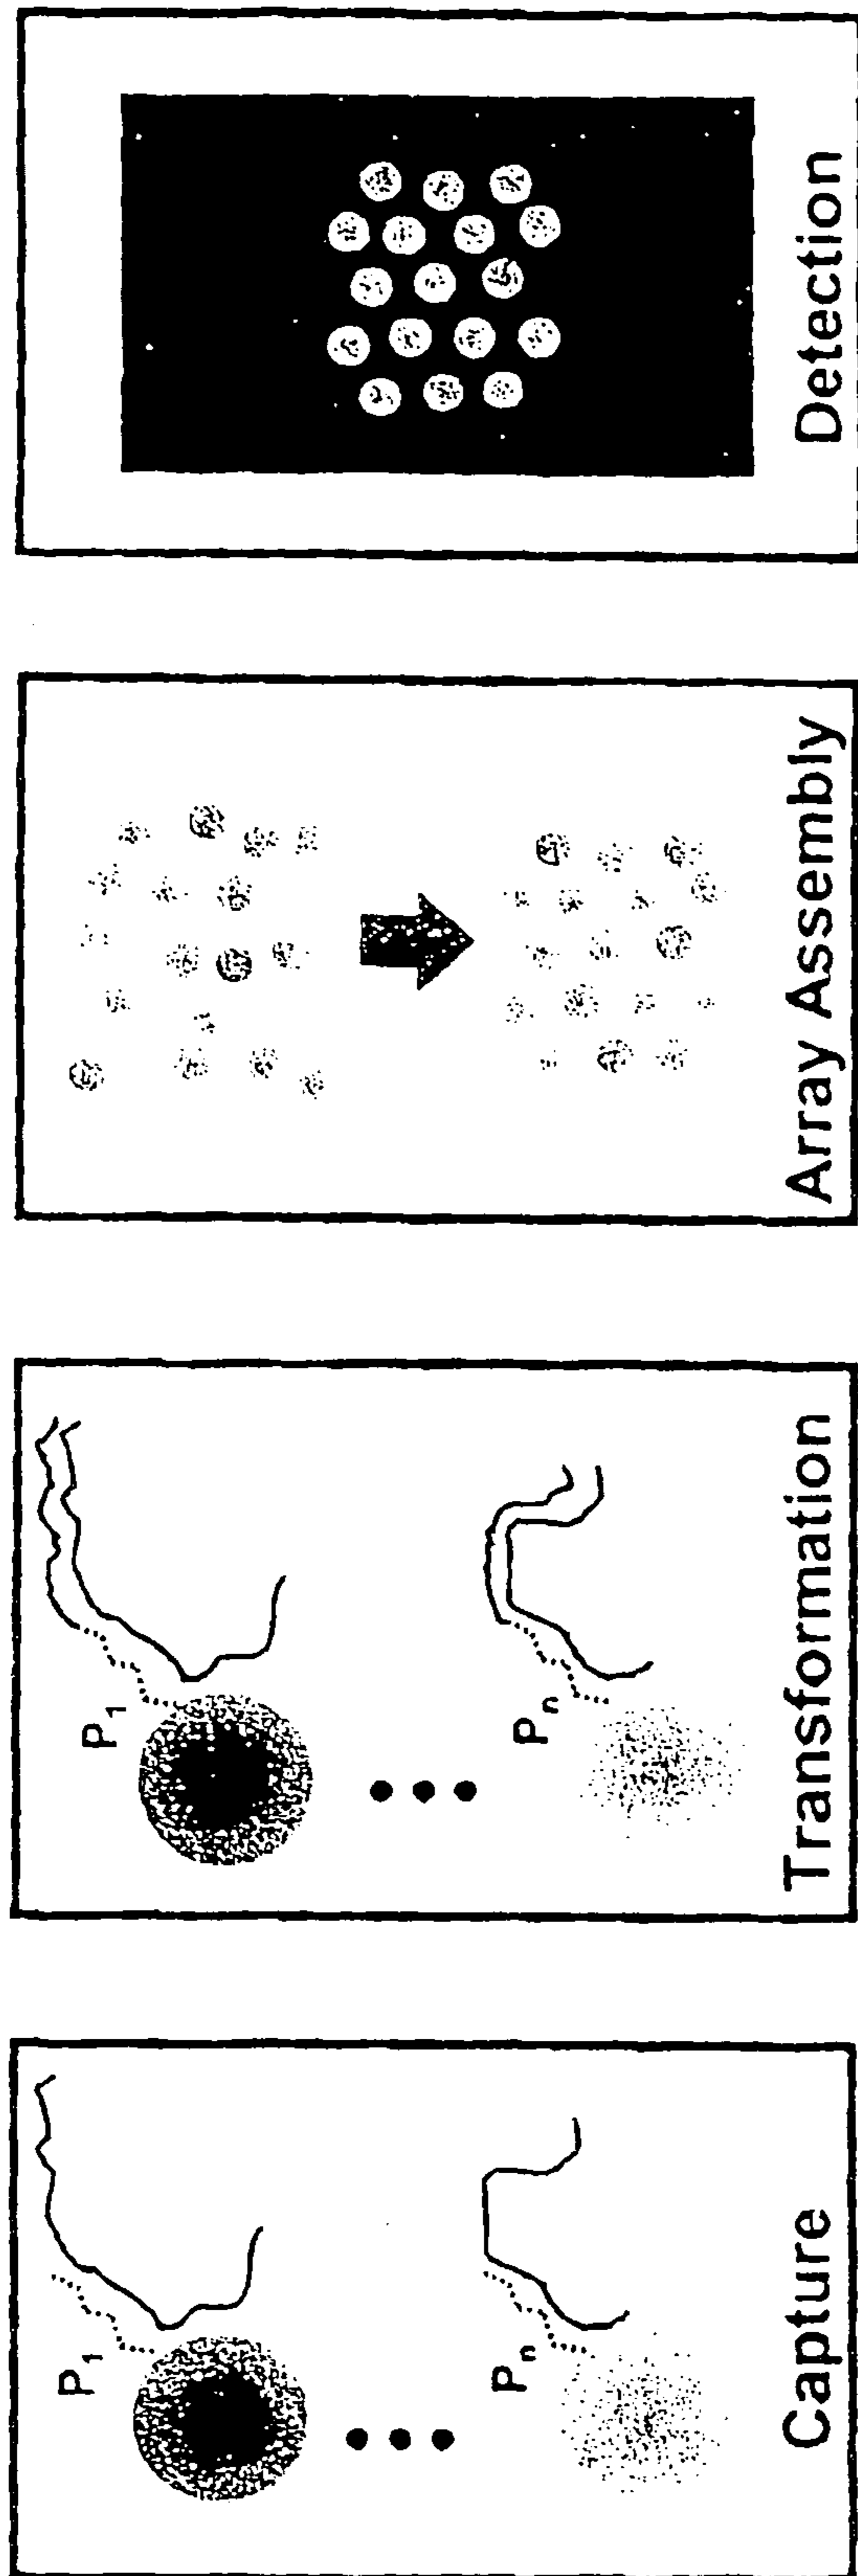 P₁
Pₙ
Capture
P₁
Pₙ
Transformation
Array Assembly
Detection